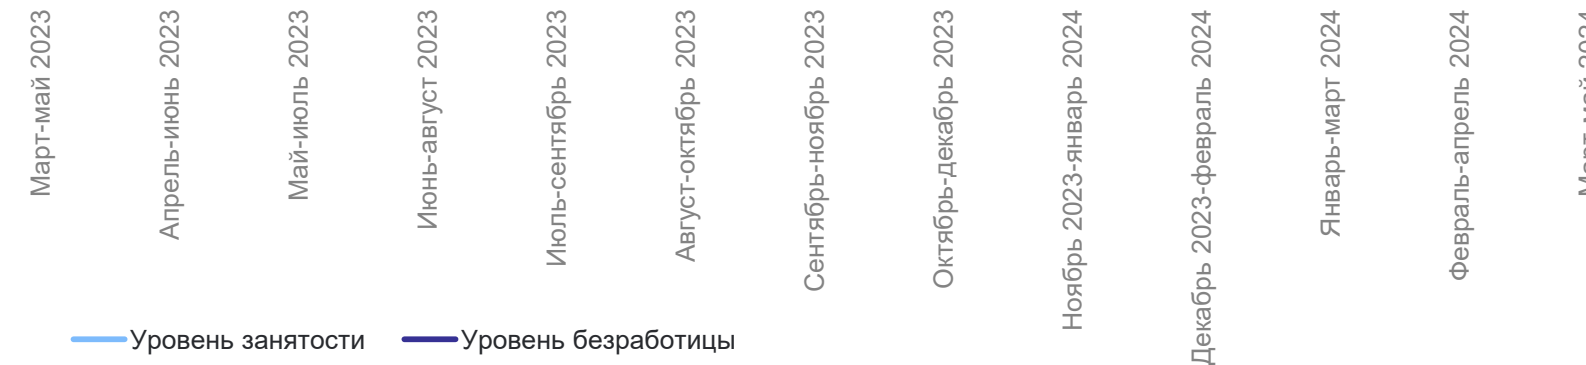 Март-май 2023
Апрель-июнь 2023
Май-июль 2023
Июнь-август 2023
Июль-сентябрь 2023
Август-октябрь 2023
Сентябрь-ноябрь 2023
Октябрь-декабрь 2023
Ноябрь 2023-январь 2024
Декабрь 2023-февраль 2024
Январь-март 2024
Февраль-апрель 2024
Уровень занятости
Уровень безработицы